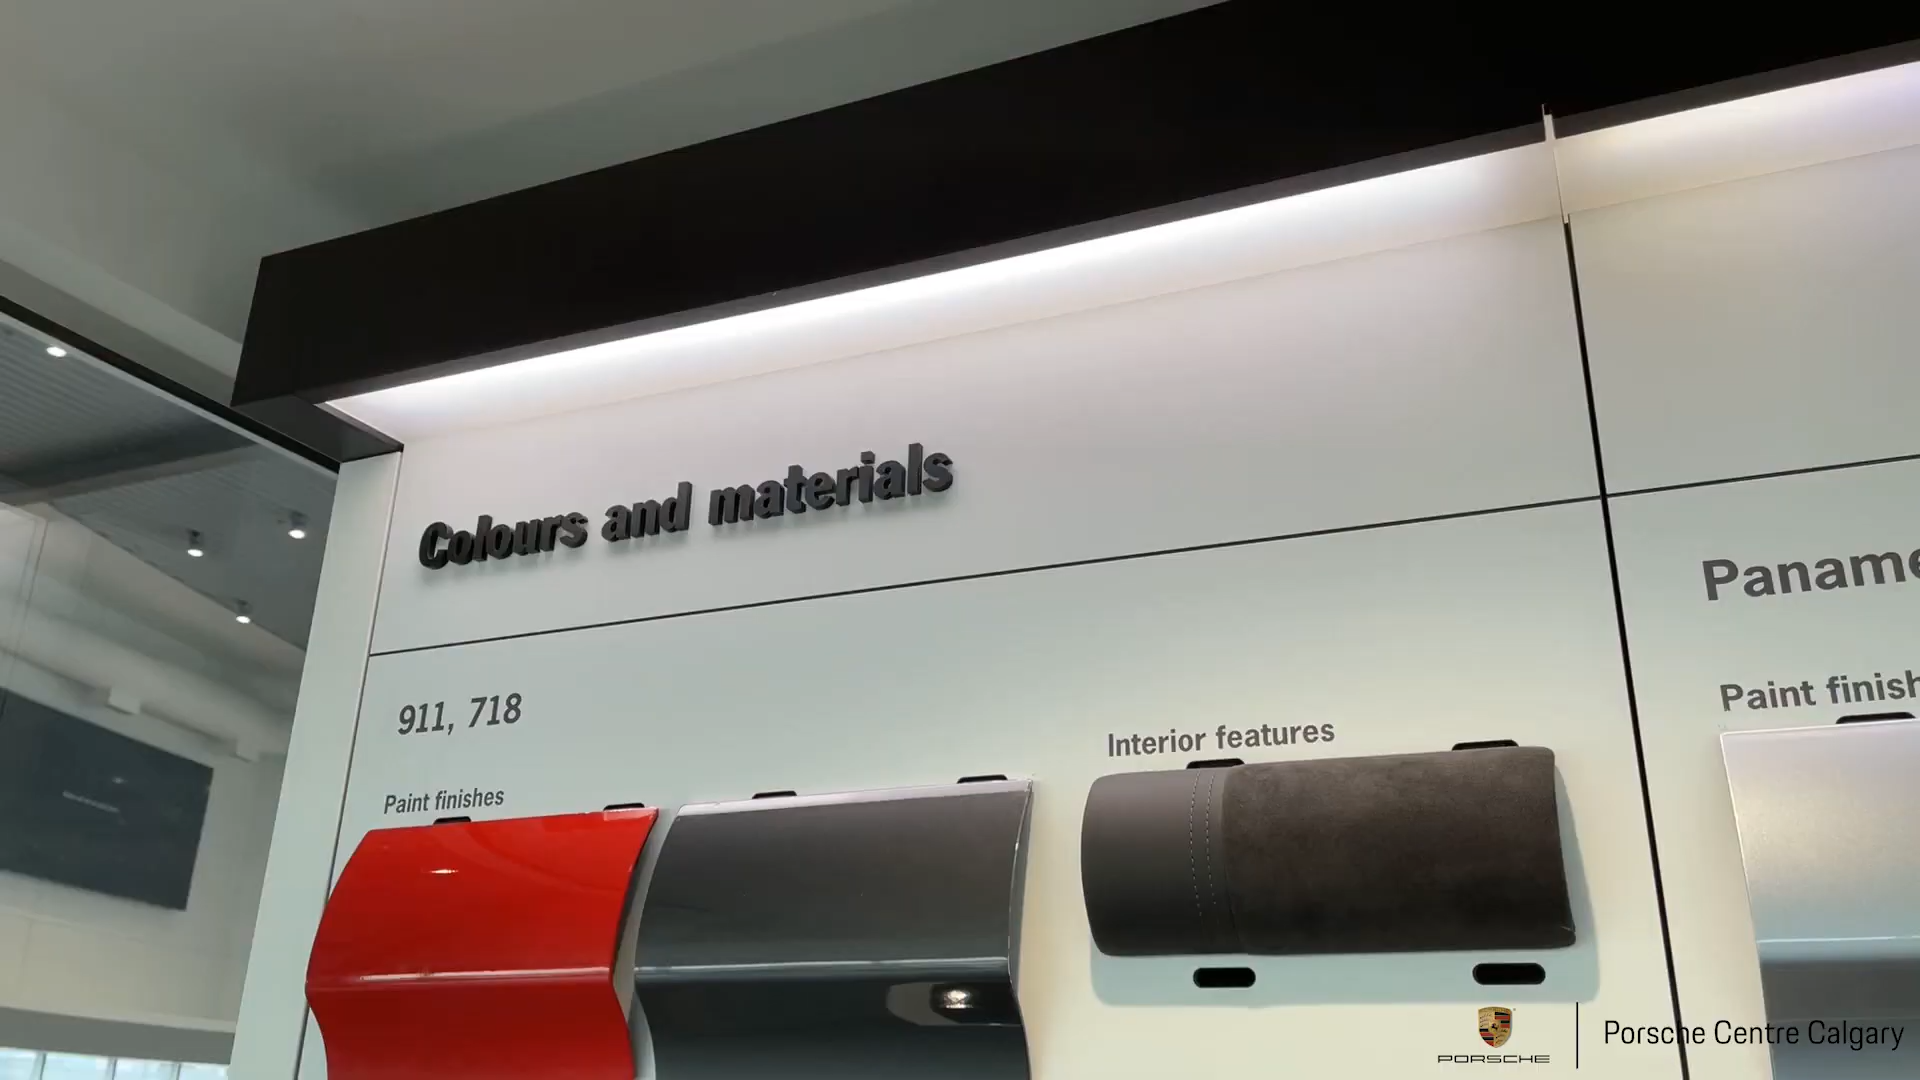 Colours and materials
911, 718
Paint finishes
Interior features
Paname
Paint finish
PORSCHE
Porsche Centre Calgary